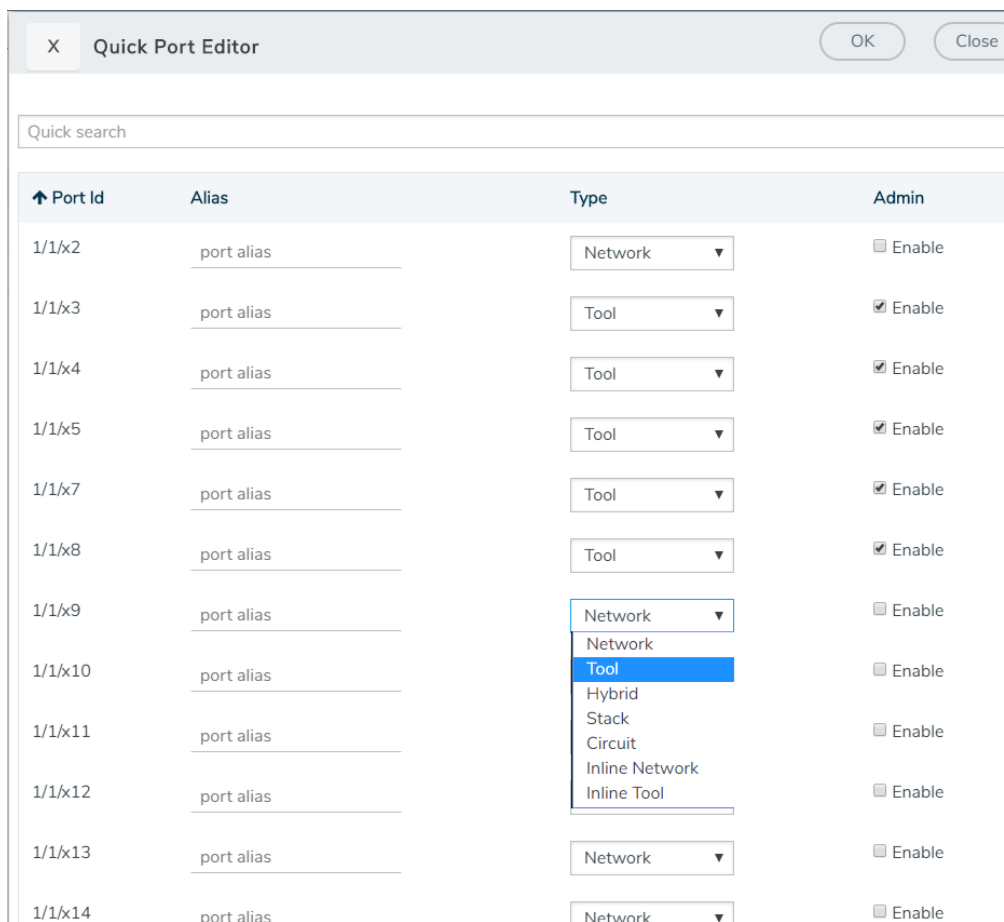 X Quick Port Editor OK Close
Quick search
Port Id Alias Type Admin
1/1/x2 port alias Network Enable
1/1/x3 port alias Tool Enable
1/1/x4 port alias Tool Enable
1/1/x5 port alias Tool Enable
1/1/x7 port alias Tool Enable
1/1/x8 port alias Tool Enable
1/1/x9 port alias Network Enable
Network
1/1/x10 port alias Tool Enable
Hybrid
Stack
1/1/x11 port alias Circuit Enable
Inline Network
1/1/x12 port alias Inline Tool Enable
1/1/x13 port alias Network Enable
1/1/x14 port alias Network Enable